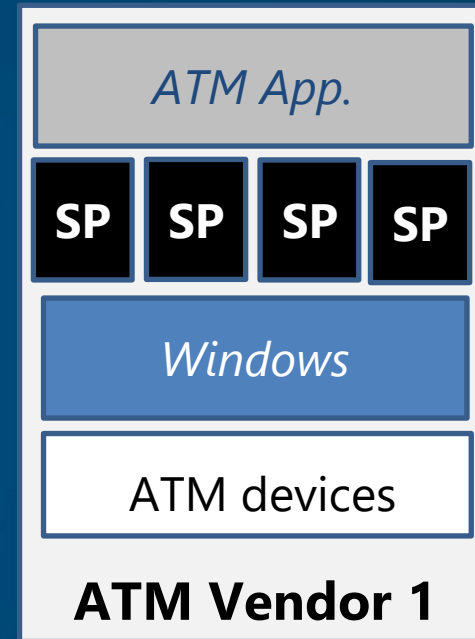 ATM App.
SP SP SP SP
Windows
ATM devices
ATM Vendor 1